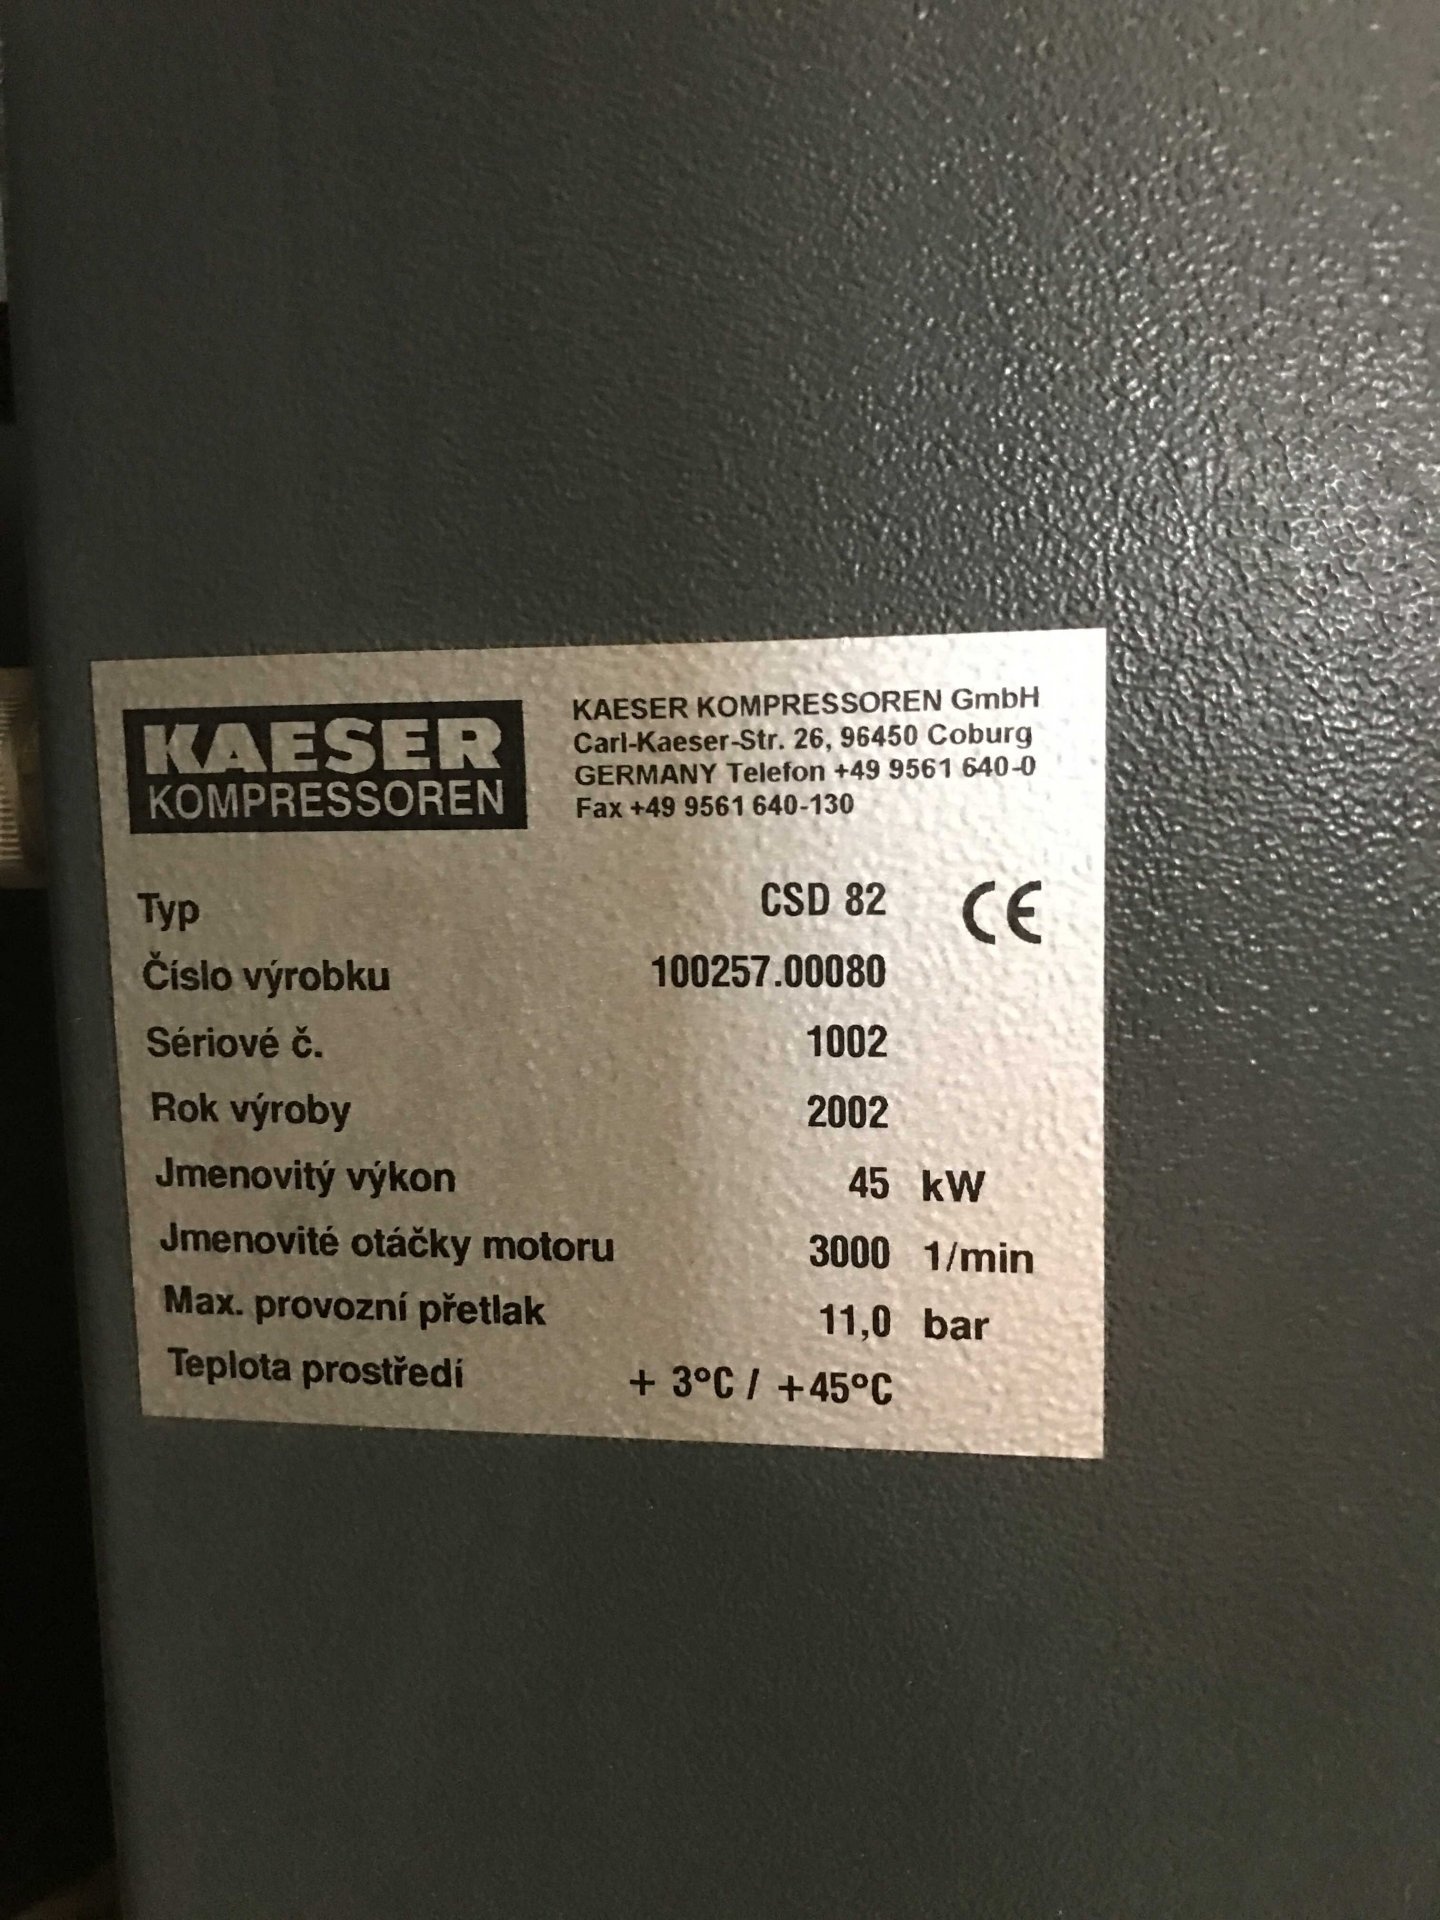 KAESER
KOMPRESSOREN
KAESER KOMPRESSOREN GmbH
Carl-Kaeser-Str. 26, 96450 Coburg
GERMANY Telefon +49 9561 640-0
Fax +49 9561 640-130
Typ CSD 82 CE
Číslo výrobku 100257.00080
Sériové č. 1002
Rok výroby 2002
Jmenovitý výkon 45 kW
Jmenovité otáčky motoru 3000 1/min
Max. provozní přetlak 11,0 bar
Teplota prostředí + 3°C / +45°C